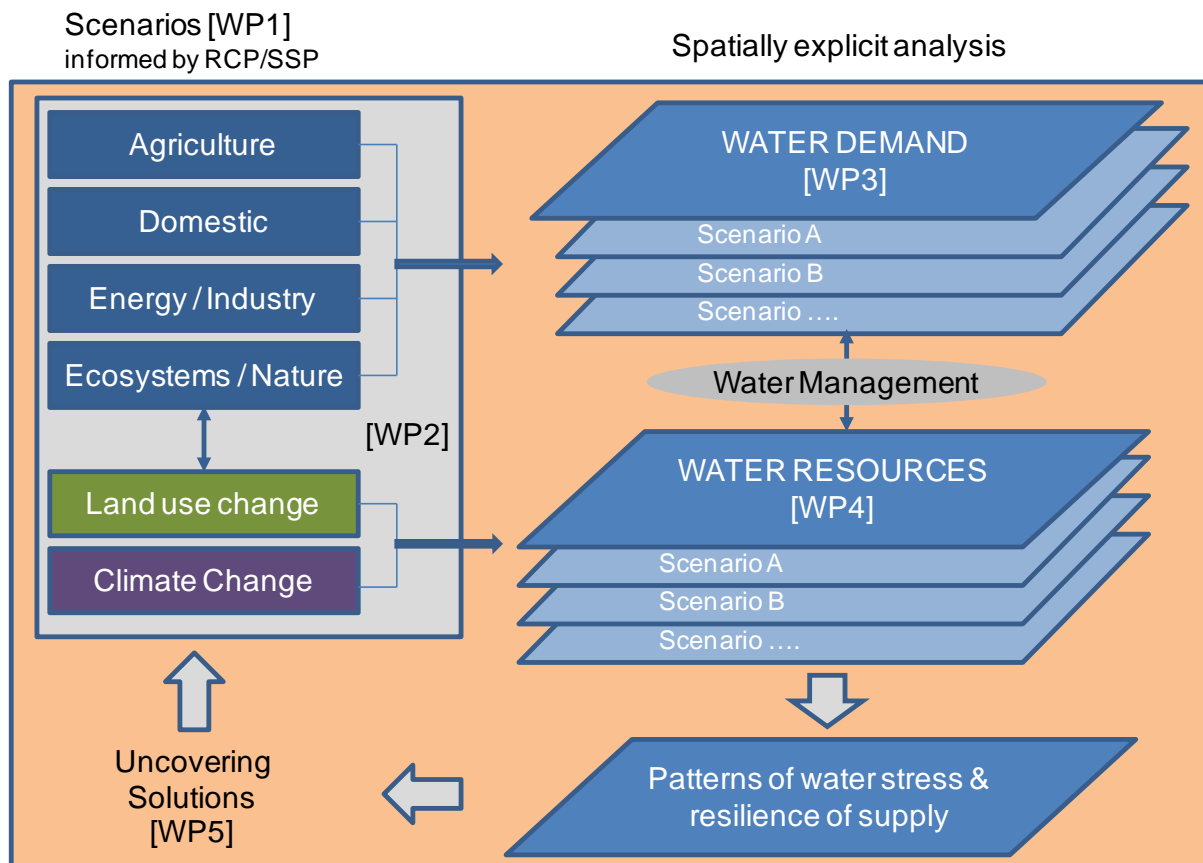 Scenarios [WP1]
informed by RCP/SSP
Spatially explicit analysis
Agriculture
Domestic
Energy / Industry
Ecosystems / Nature
[WP2]
Land use change
Climate Change
WATER DEMAND
[WP3]
Scenario A
Scenario B
Scenario ....
Water Management
WATER RESOURCES
[WP4]
Scenario A
Scenario B
Scenario ....
Patterns of water stress &
resilience of supply
Uncovering
Solutions
[WP5]